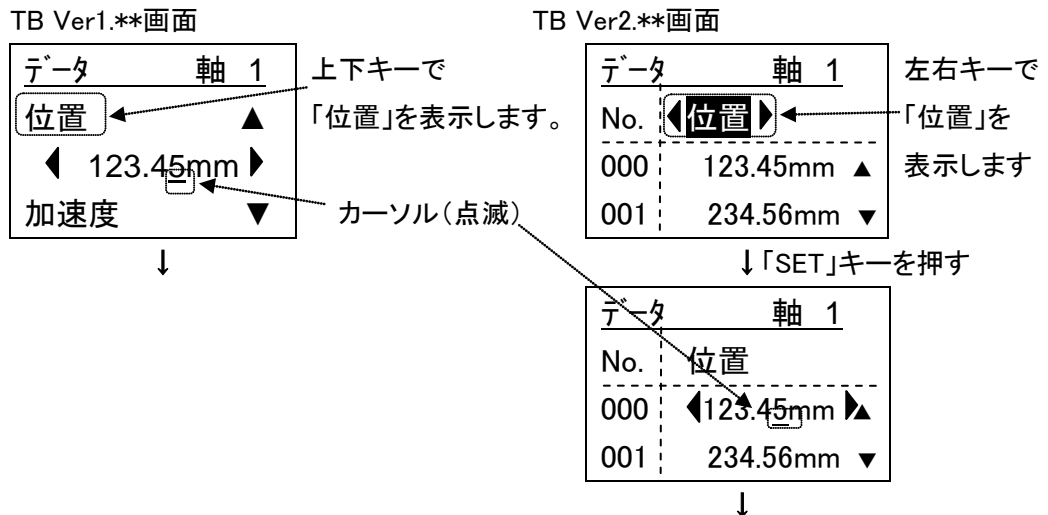 TB Ver1.**画面
ﾃﾞｰﾀ 軸 1
位置 ▲
◀ 123.45mm ▶
加速度 ▼
上下キーで
「位置」を表示します。
カーソル(点滅)
↓
TB Ver2.**画面
ﾃﾞｰﾀ 軸 1
No. ◀位置▶
000 123.45mm ▲
001 234.56mm ▼
左右キーで
「位置」を
表示します
↓「SET」キーを押す
ﾃﾞｰﾀ 軸 1
No. 位置
000 ◀123.45mm ▶▲
001 234.56mm ▼
↓